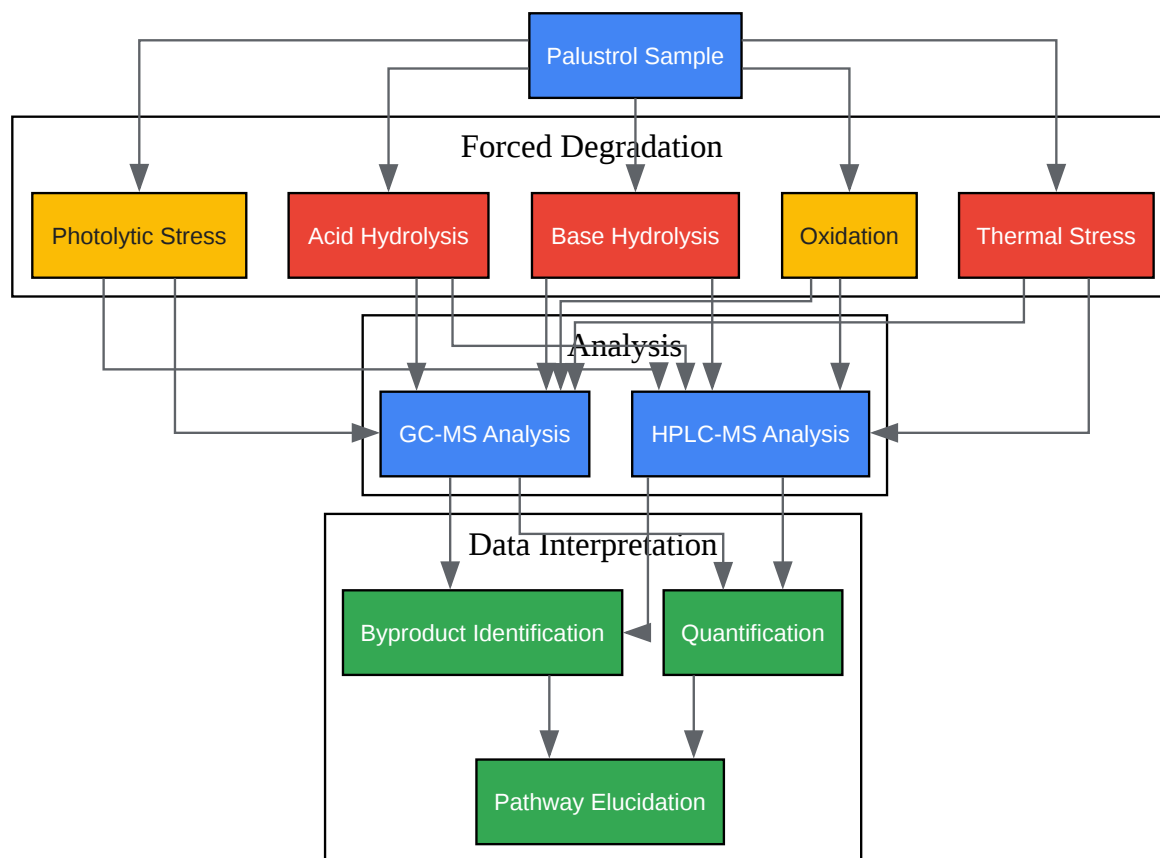 Palustrol Sample
Forced Degradation
Photolytic Stress
Acid Hydrolysis
Base Hydrolysis
Oxidation
Thermal Stress
Analysis
GC-MS Analysis
HPLC-MS Analysis
Data Interpretation
Byproduct Identification
Quantification
Pathway Elucidation